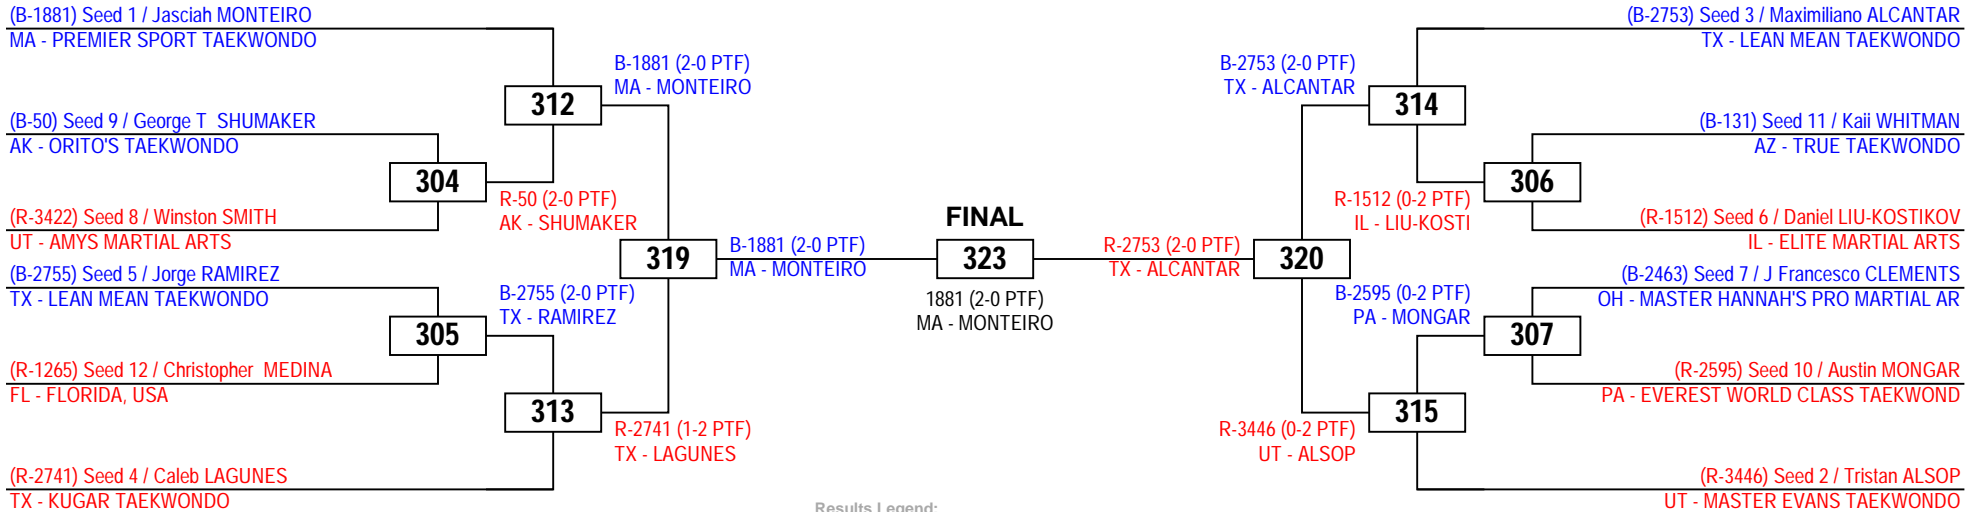 (B-1881) Seed 1 / Jasciah MONTEIRO
MA - PREMIER SPORT TAEKWONDO
(B-50) Seed 9 / George T  SHUMAKER
AK - ORITO'S TAEKWONDO
(R-3422) Seed 8 / Winston SMITH
UT - AMYS MARTIAL ARTS
(B-2755) Seed 5 / Jorge RAMIREZ
TX - LEAN MEAN TAEKWONDO
(R-1265) Seed 12 / Christopher  MEDINA
FL - FLORIDA, USA
(R-2741) Seed 4 / Caleb LAGUNES
TX - KUGAR TAEKWONDO
304
R-50 (2-0 PTF)
AK - SHUMAKER
305
B-2755 (2-0 PTF)
TX - RAMIREZ
312
B-1881 (2-0 PTF)
MA - MONTEIRO
313
R-2741 (1-2 PTF)
TX - LAGUNES
319
B-1881 (2-0 PTF)
MA - MONTEIRO
FINAL
323
1881 (2-0 PTF)
MA - MONTEIRO
R-2753 (2-0 PTF)
TX - ALCANTAR
320
B-2753 (2-0 PTF)
TX - ALCANTAR
314
R-1512 (0-2 PTF)
IL - LIU-KOSTI
306
B-2595 (0-2 PTF)
PA - MONGAR
307
R-3446 (0-2 PTF)
UT - ALSOP
315
(B-2753) Seed 3 / Maximiliano ALCANTAR
TX - LEAN MEAN TAEKWONDO
(B-131) Seed 11 / Kaii WHITMAN
AZ - TRUE TAEKWONDO
(R-1512) Seed 6 / Daniel LIU-KOSTIKOV
IL - ELITE MARTIAL ARTS
(B-2463) Seed 7 / J Francesco CLEMENTS
OH - MASTER HANNAH'S PRO MARTIAL AR
(R-2595) Seed 10 / Austin MONGAR
PA - EVEREST WORLD CLASS TAEKWOND
(R-3446) Seed 2 / Tristan ALSOP
UT - MASTER EVANS TAEKWONDO
Results Legend: